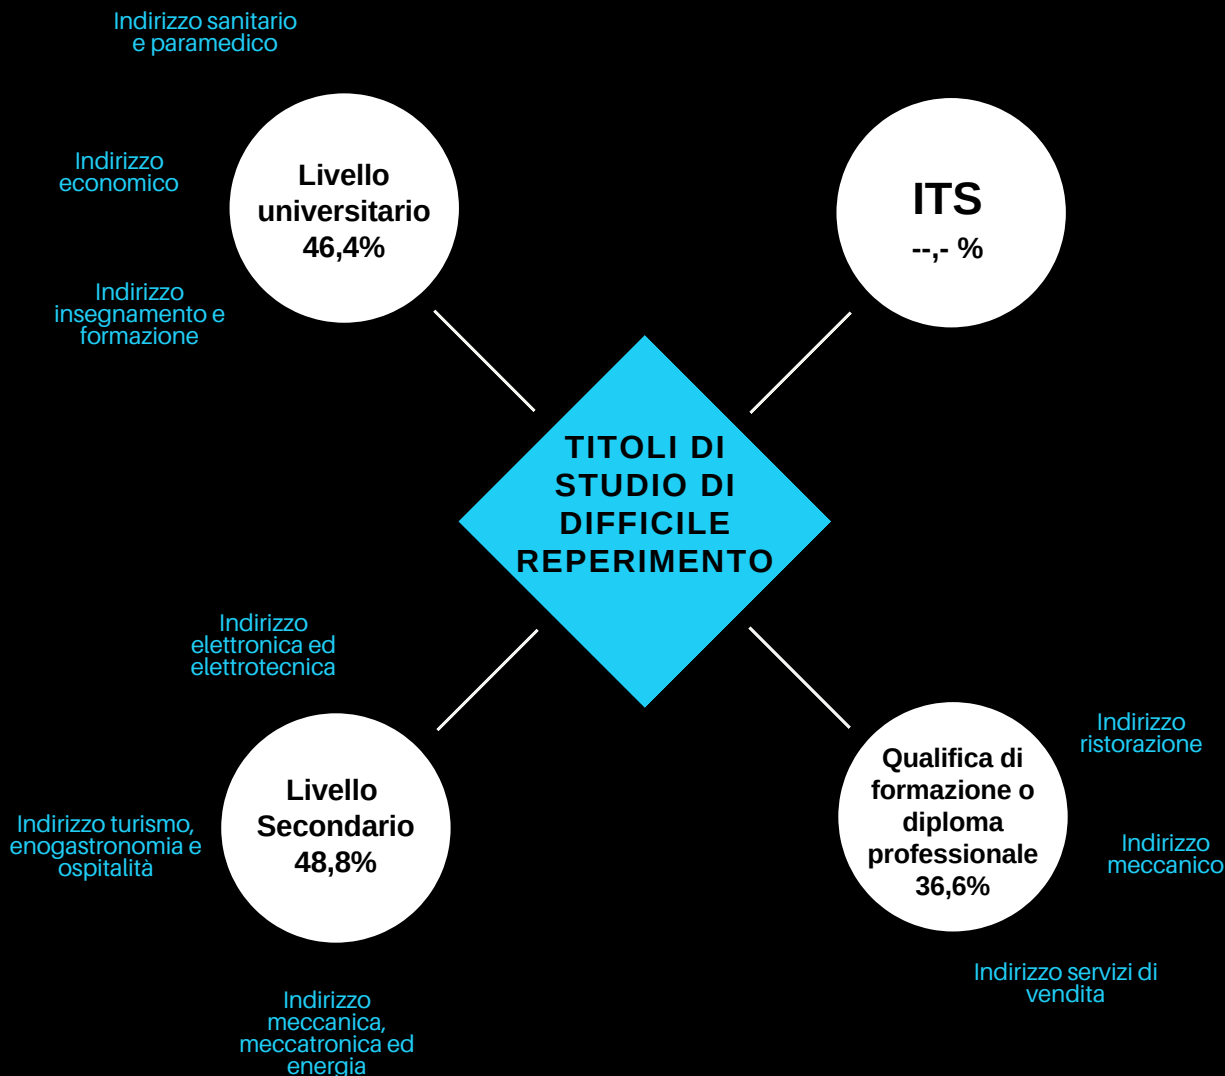 Indirizzo sanitario
e paramedico
Indirizzo
economico
Livello
universitario
46,4%
Indirizzo
insegnamento e
formazione
ITS
--,- %
TITOLI DI
STUDIO DI
DIFFICILE
REPERIMENTO
Indirizzo
elettronica ed
elettrotecnica
Livello
Secondario
48,8%
Indirizzo turismo,
enogastronomia e
ospitalità
Indirizzo
meccanica,
meccatronica ed
energia
Qualifica di
formazione o
diploma
professionale
36,6%
Indirizzo
ristorazione
Indirizzo
meccanico
Indirizzo servizi di
vendita